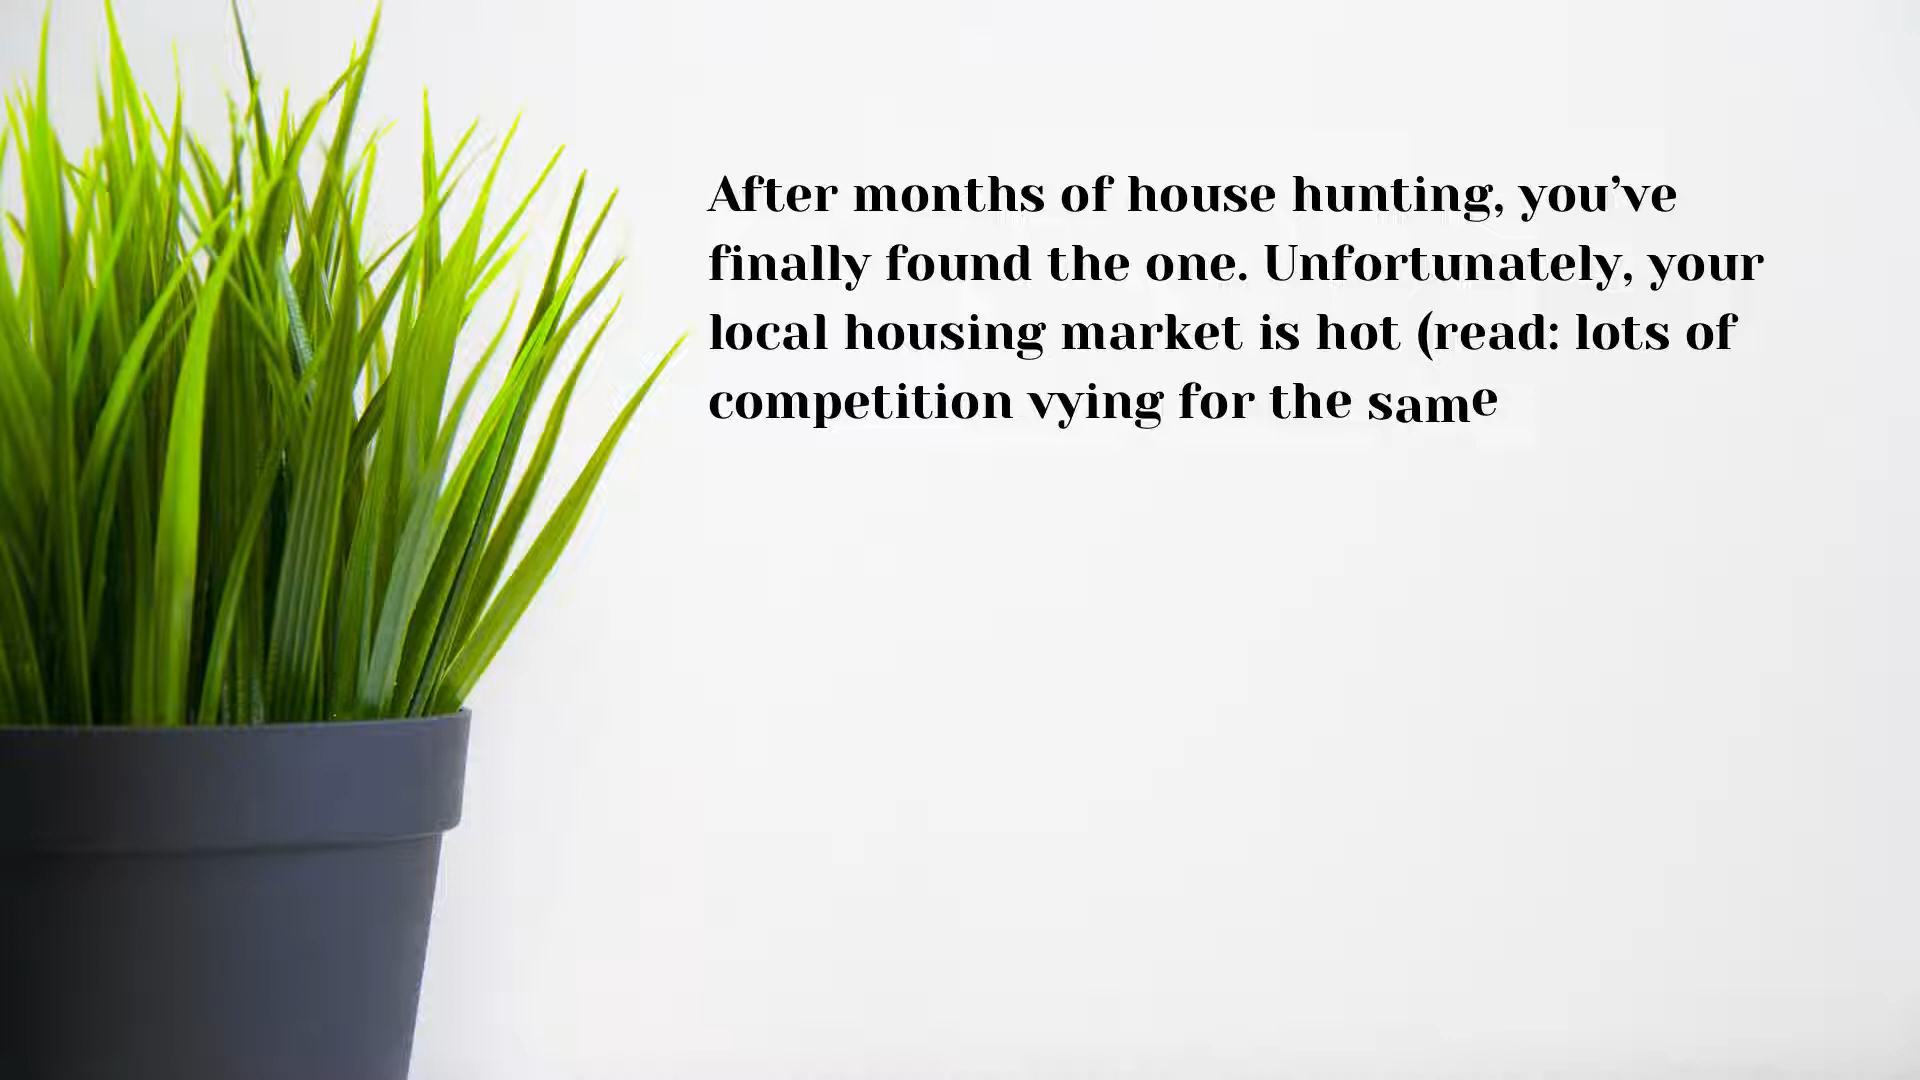 After months of house hunting, you’ve
finally found the one. Unfortunately, your
local housing market is hot (read: lots of
competition vying for the same